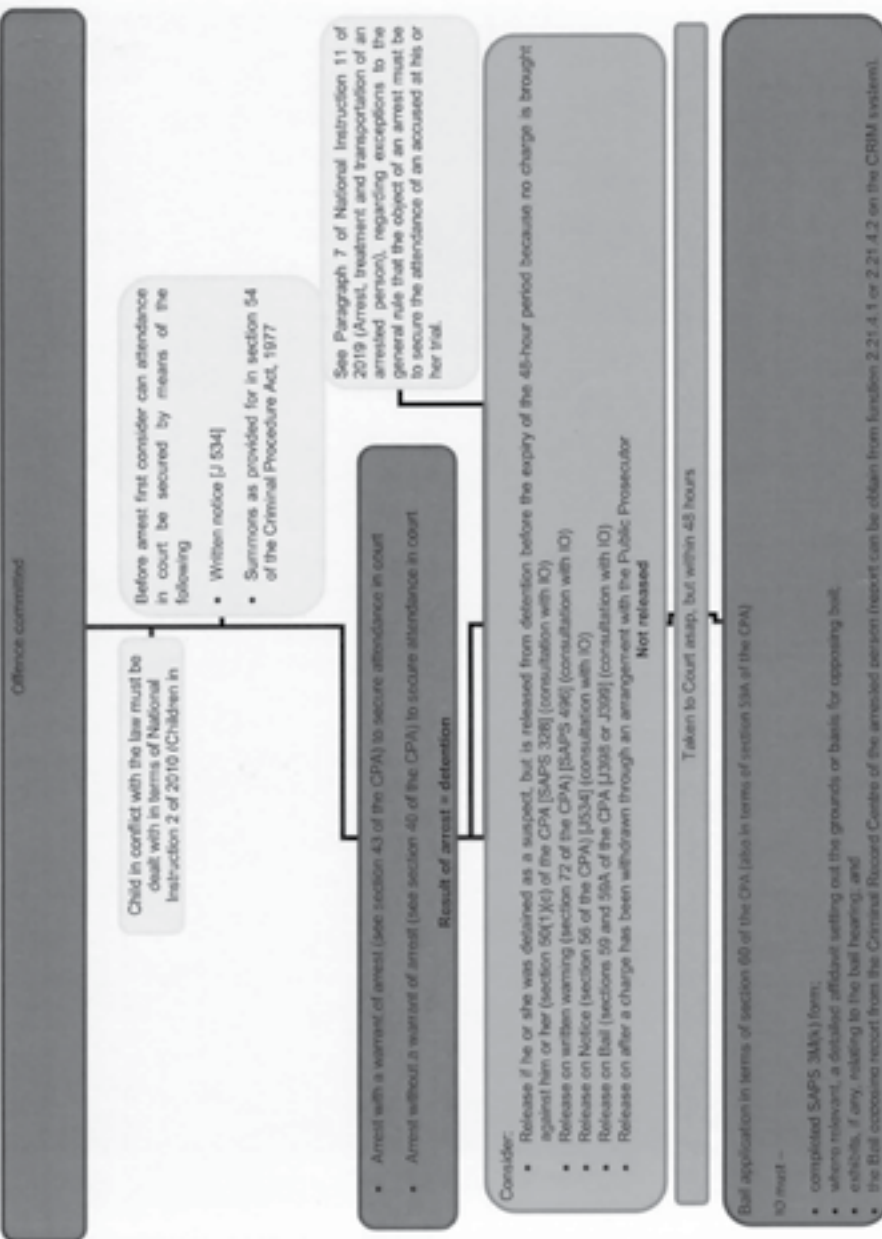 Offence committed
Child in conflict with the law must be
dealt with in terms of National
Instruction 2 of 2010 (Children in
Before arrest first consider can attendance
in court be secured by means of the
following
• Written notice [J 534]
• Summons as provided for in section 54
of the Criminal Procedure Act, 1977
• Arrest with a warrant of arrest (see section 43 of the CPA) to secure attendance in court
• Arrest without a warrant of arrest (see section 40 of the CPA) to secure attendance in court
Result of arrest = detention
See Paragraph 7 of National Instruction 11 of
2019 (Arrest, treatment and transportation of an
arrested person), regarding exceptions to the
general rule that the object of an arrest must be
to secure the attendance of an accused at his or
her trial.
Consider:
• Release if he or she was detained as a suspect, but is released from detention before the expiry of the 48-hour period because no charge is brought
against him or her (section 50(1)(c) of the CPA [SAPS 328] (consultation with IO)
• Release on written warning (section 72 of the CPA) [SAPS 496] (consultation with IO)
• Release on Notice (section 56 of the CPA) [J534] (consultation with IO)
• Release on Bail (sections 59 and 59A of the CPA [J398 or J399] (consultation with IO)
• Release on after a charge has been withdrawn through an arrangement with the Public Prosecutor
Not released
Taken to Court asap, but within 48 hours
Bail application in terms of section 60 of the CPA (also in terms of section 59A of the CPA)
IO must –
• completed SAPS 3M(k) form;
• where relevant, a detailed affidavit setting out the grounds or basis for opposing bail;
• exhibits, if any, relating to the bail hearing; and
• the Bail opposing report from the Criminal Record Centre of the arrested person (report can be obtain from function 2.21.4.1 or 2.21.4.2 on the CRIM system).